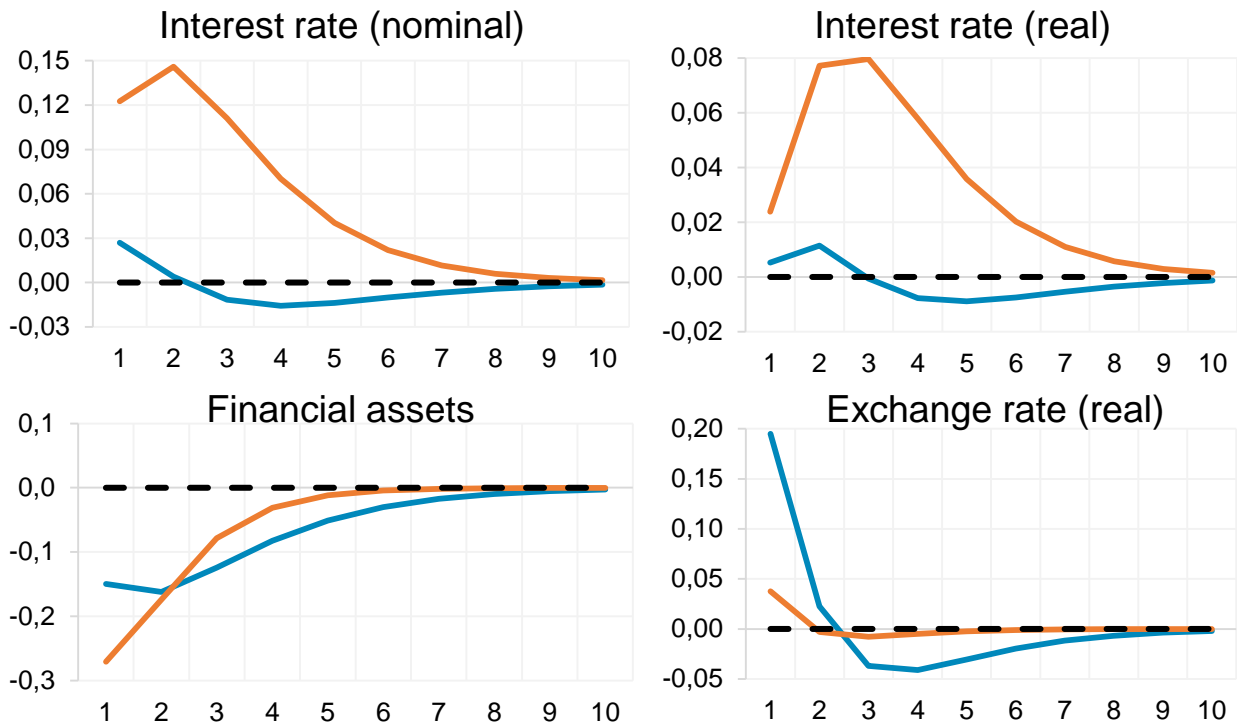 Interest rate (nominal)
0,15
0,12
0,09
0,06
0,03
0,00
-0,03
1 2 3 4 5 6 7 8 9 10
Interest rate (real)
0,08
0,06
0,04
0,02
0,00
-0,02
1 2 3 4 5 6 7 8 9 10
Financial assets
0,1
0,0
-0,1
-0,2
-0,3
1 2 3 4 5 6 7 8 9 10
Exchange rate (real)
0,20
0,10
0,05
0,00
-0,05
1 2 3 4 5 6 7 8 9 10